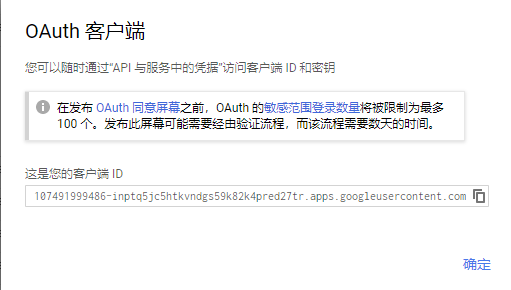 OAuth 客户端
您可以随时通过“API 与服务中的凭据”访问客户端 ID 和密钥
在发布 OAuth 同意屏幕之前，OAuth 的敏感范围登录数量将被限制为最多
100 个。发布此屏幕可能需要经由验证流程，而该流程需要数天的时间。
这是您的客户端 ID
107491999486-inptq5jc5htkvndgs59k82k4pred27tr.apps.googleusercontent.com
确定